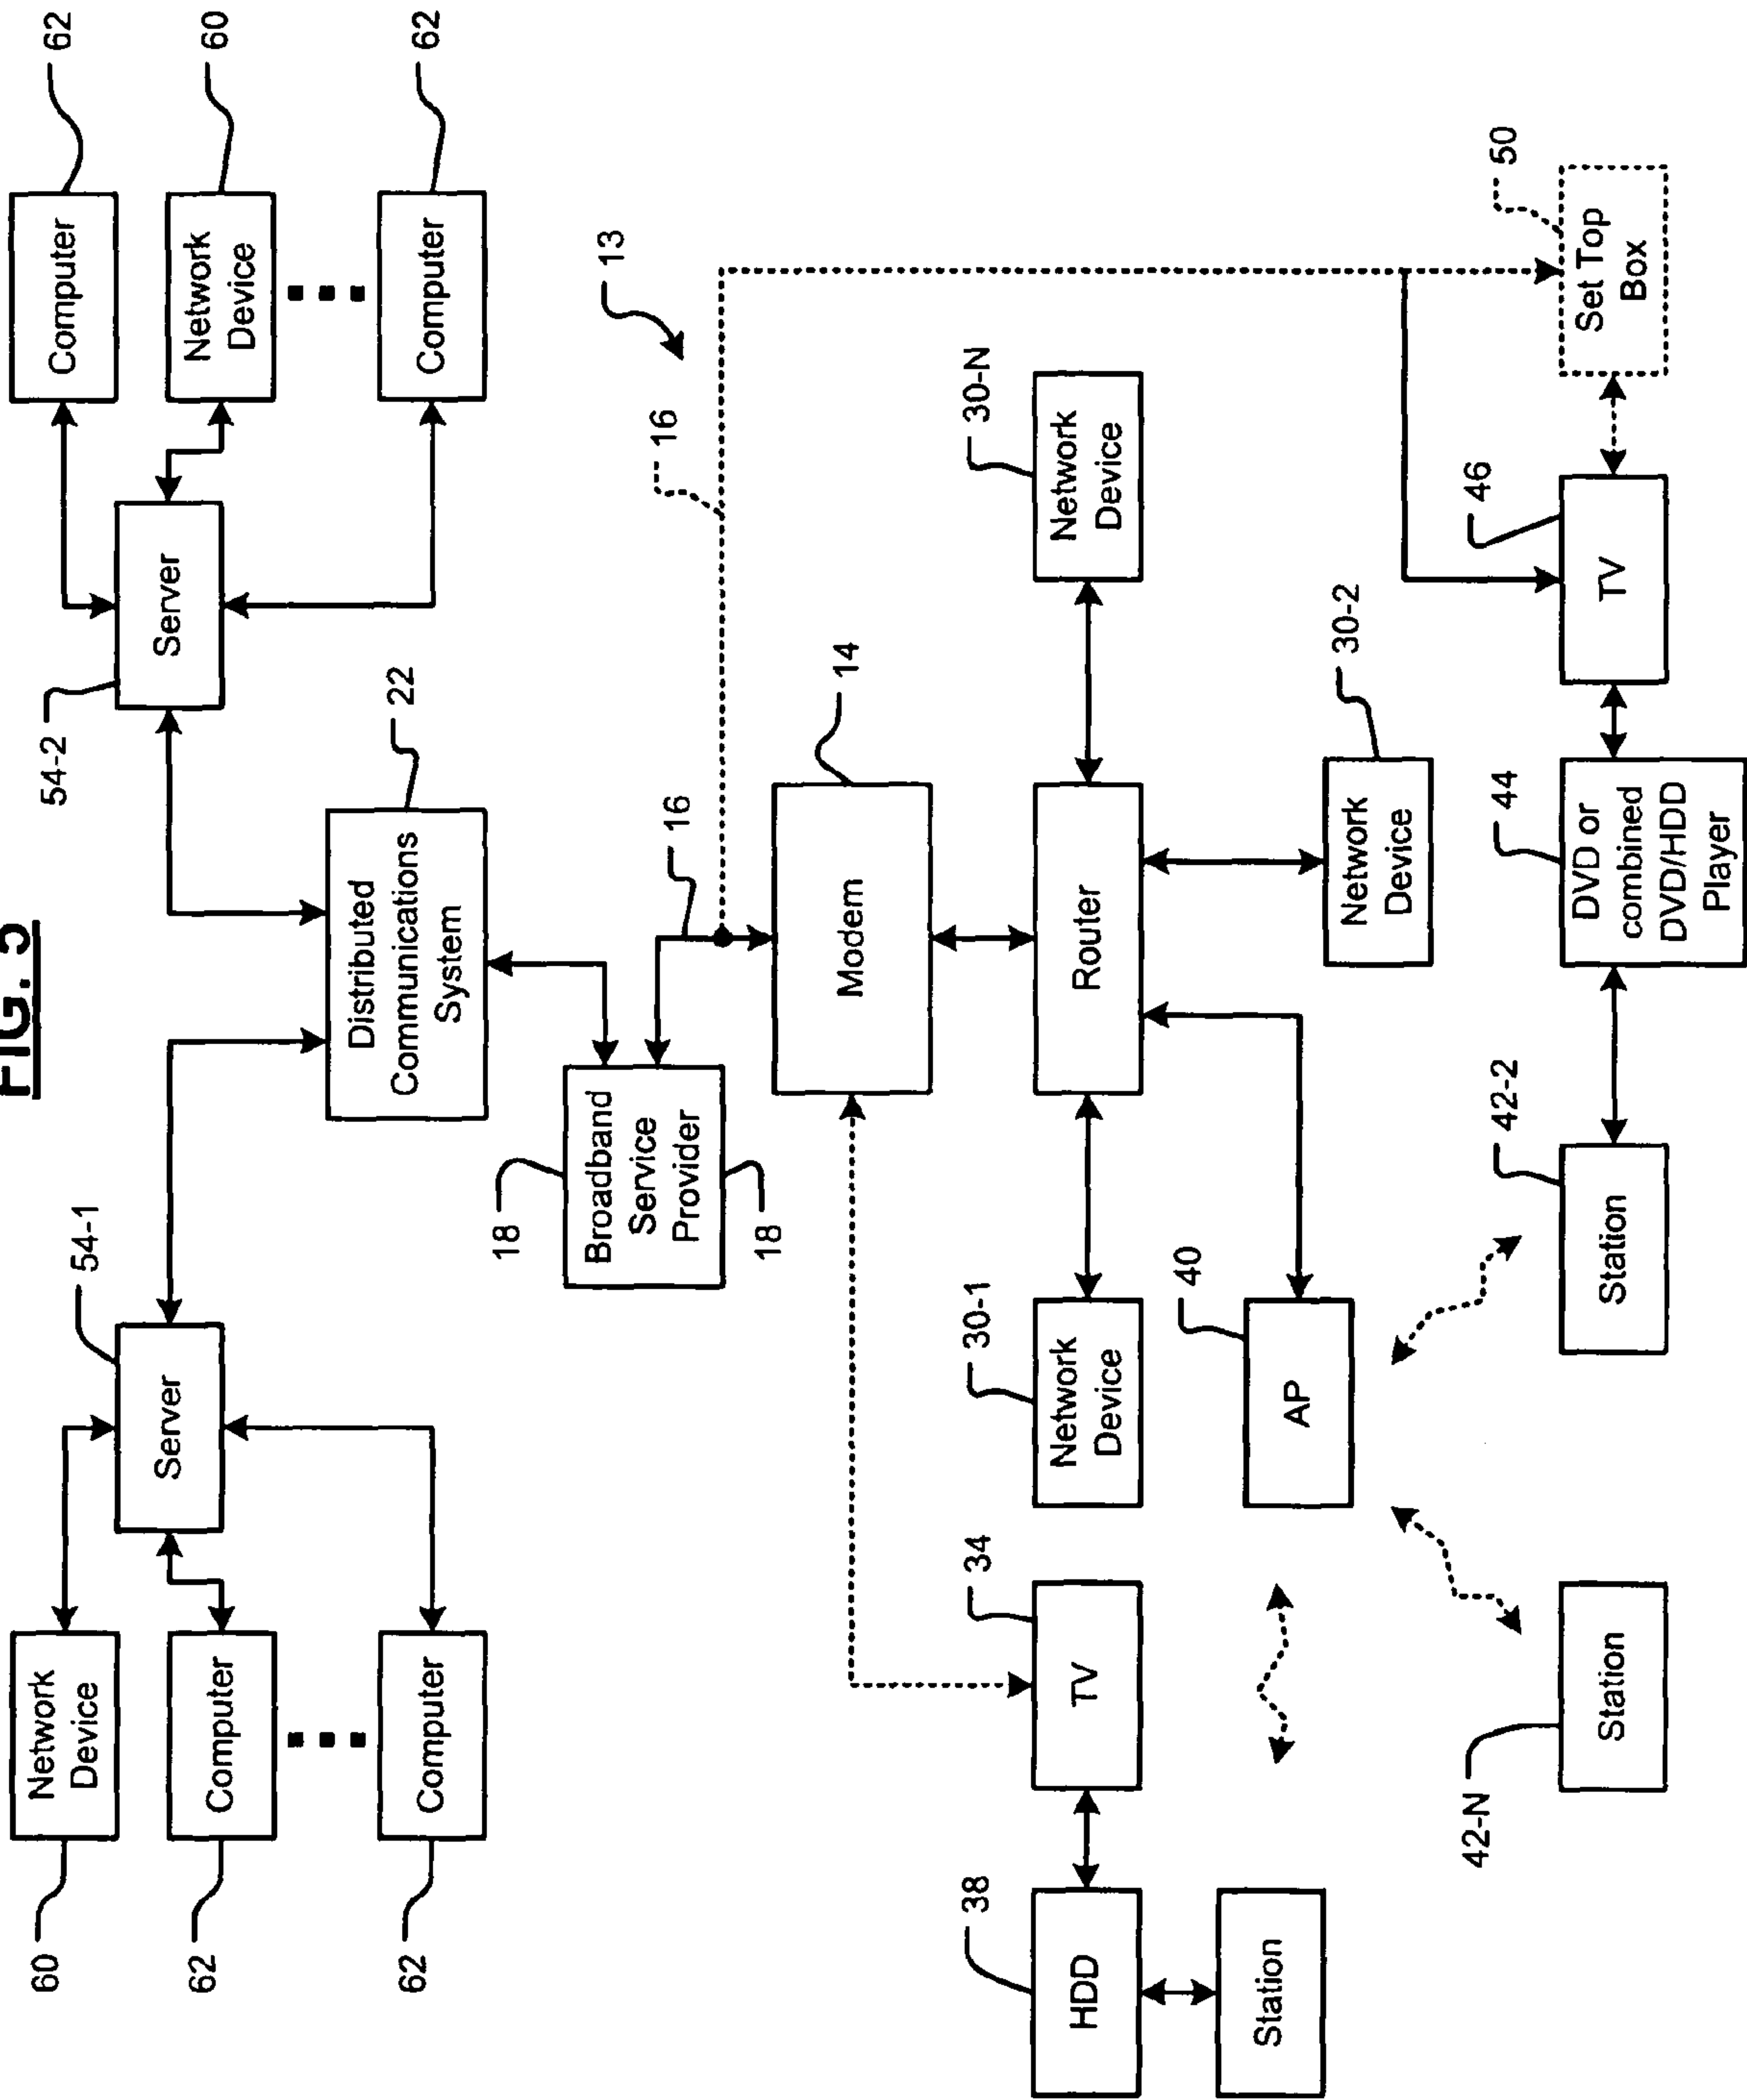 FIG.
60
Network
Device
62
Computer
62
Computer
Server
54-1
54-2
Server
Computer
62
Network
Device
60
Computer
62
Distributed
Communications
System
22
18
Broadband
Service
Provider
18
16
16
13
Modem
14
38
HDD
34
TV
30-1
Network
Device
Router
30-N
Network
Device
Station
40
AP
Network
Device
30-2
42-N
Station
42-2
Station
44
DVD or
combined
DVD/HDD
Player
46
TV
50
Set Top
Box